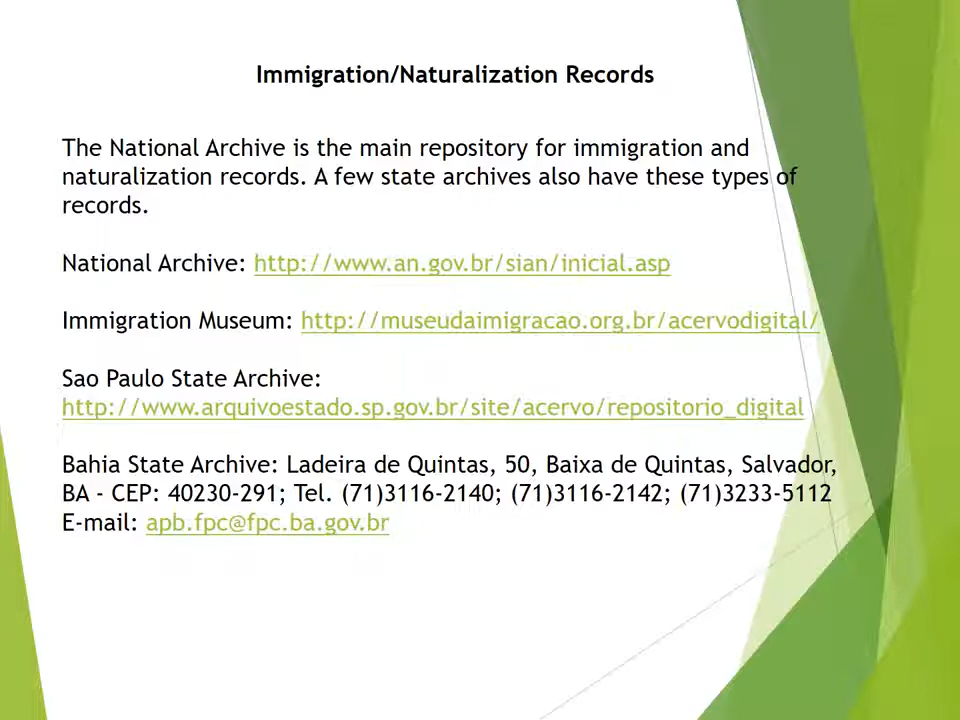 Immigration/Naturalization Records
The National Archive is the main repository for immigration and
naturalization records. A few state archives also have these types of
records.
National Archive: http://www.an.gov.br/sian/inicial.asp
Immigration Museum: http://museudaimigracao.org.br/acervodigital/
Sao Paulo State Archive:
http://www.arquivoestado.sp.gov.br/site/acervo/repositorio_digital
Bahia State Archive: Ladeira de Quintas, 50, Baixa de Quintas, Salvador,
BA - CEP: 40230-291; Tel. (71)3116-2140; (71)3116-2142; (71)3233-5112
E-mail: apb.fpc@fpc.ba.gov.br